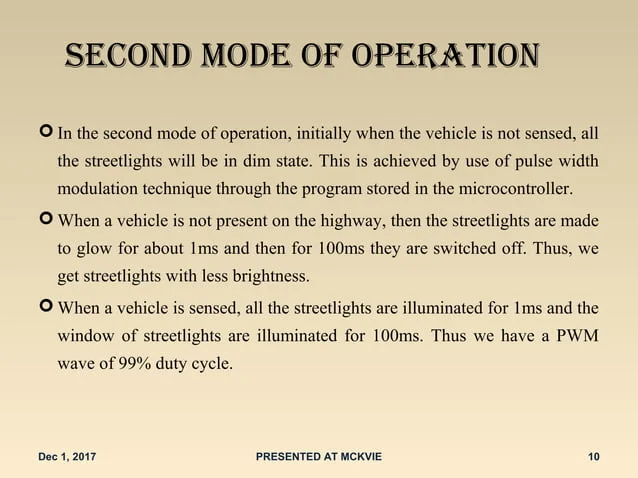 SECOND MODE OF OPERATION
In the second mode of operation, initially when the vehicle is not sensed, all
the streetlights will be in dim state. This is achieved by use of pulse width
modulation technique through the program stored in the microcontroller.
When a vehicle is not present on the highway, then the streetlights are made
to glow for about 1ms and then for 100ms they are switched off. Thus, we
get streetlights with less brightness.
When a vehicle is sensed, all the streetlights are illuminated for 1ms and the
window of streetlights are illuminated for 100ms. Thus we have a PWM
wave of 99% duty cycle.
Dec 1, 2017 PRESENTED AT MCKVIE 10